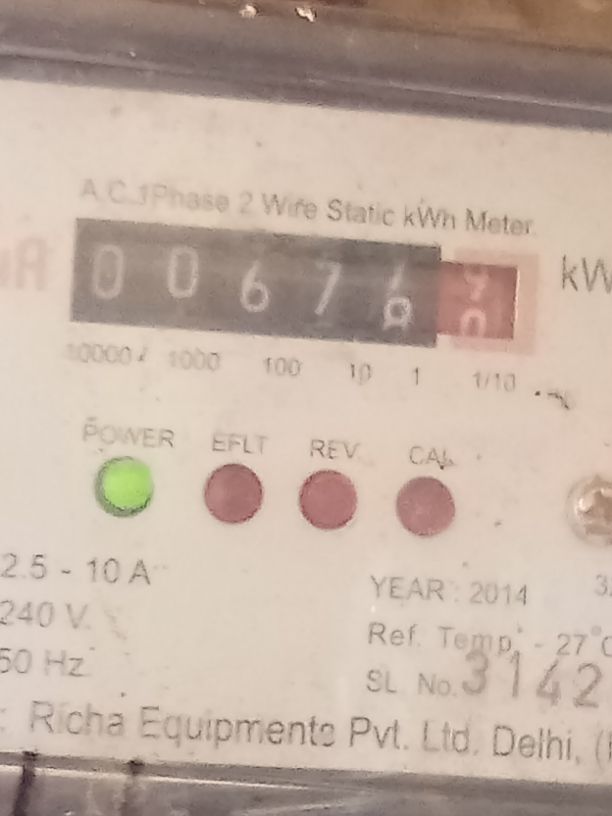 A.C.1Phase 2 Wire Static kWh Meter.
0 0 6 7
10000 1000 100 10 1 1/10
POWER EFLT REV. CAL
2.5 - 10 A
240 V.
50 Hz
YEAR : 2014
Ref. Temp. - 27°C
SL No. 3142
: Richa Equipments Pvt. Ltd. Delhi, (